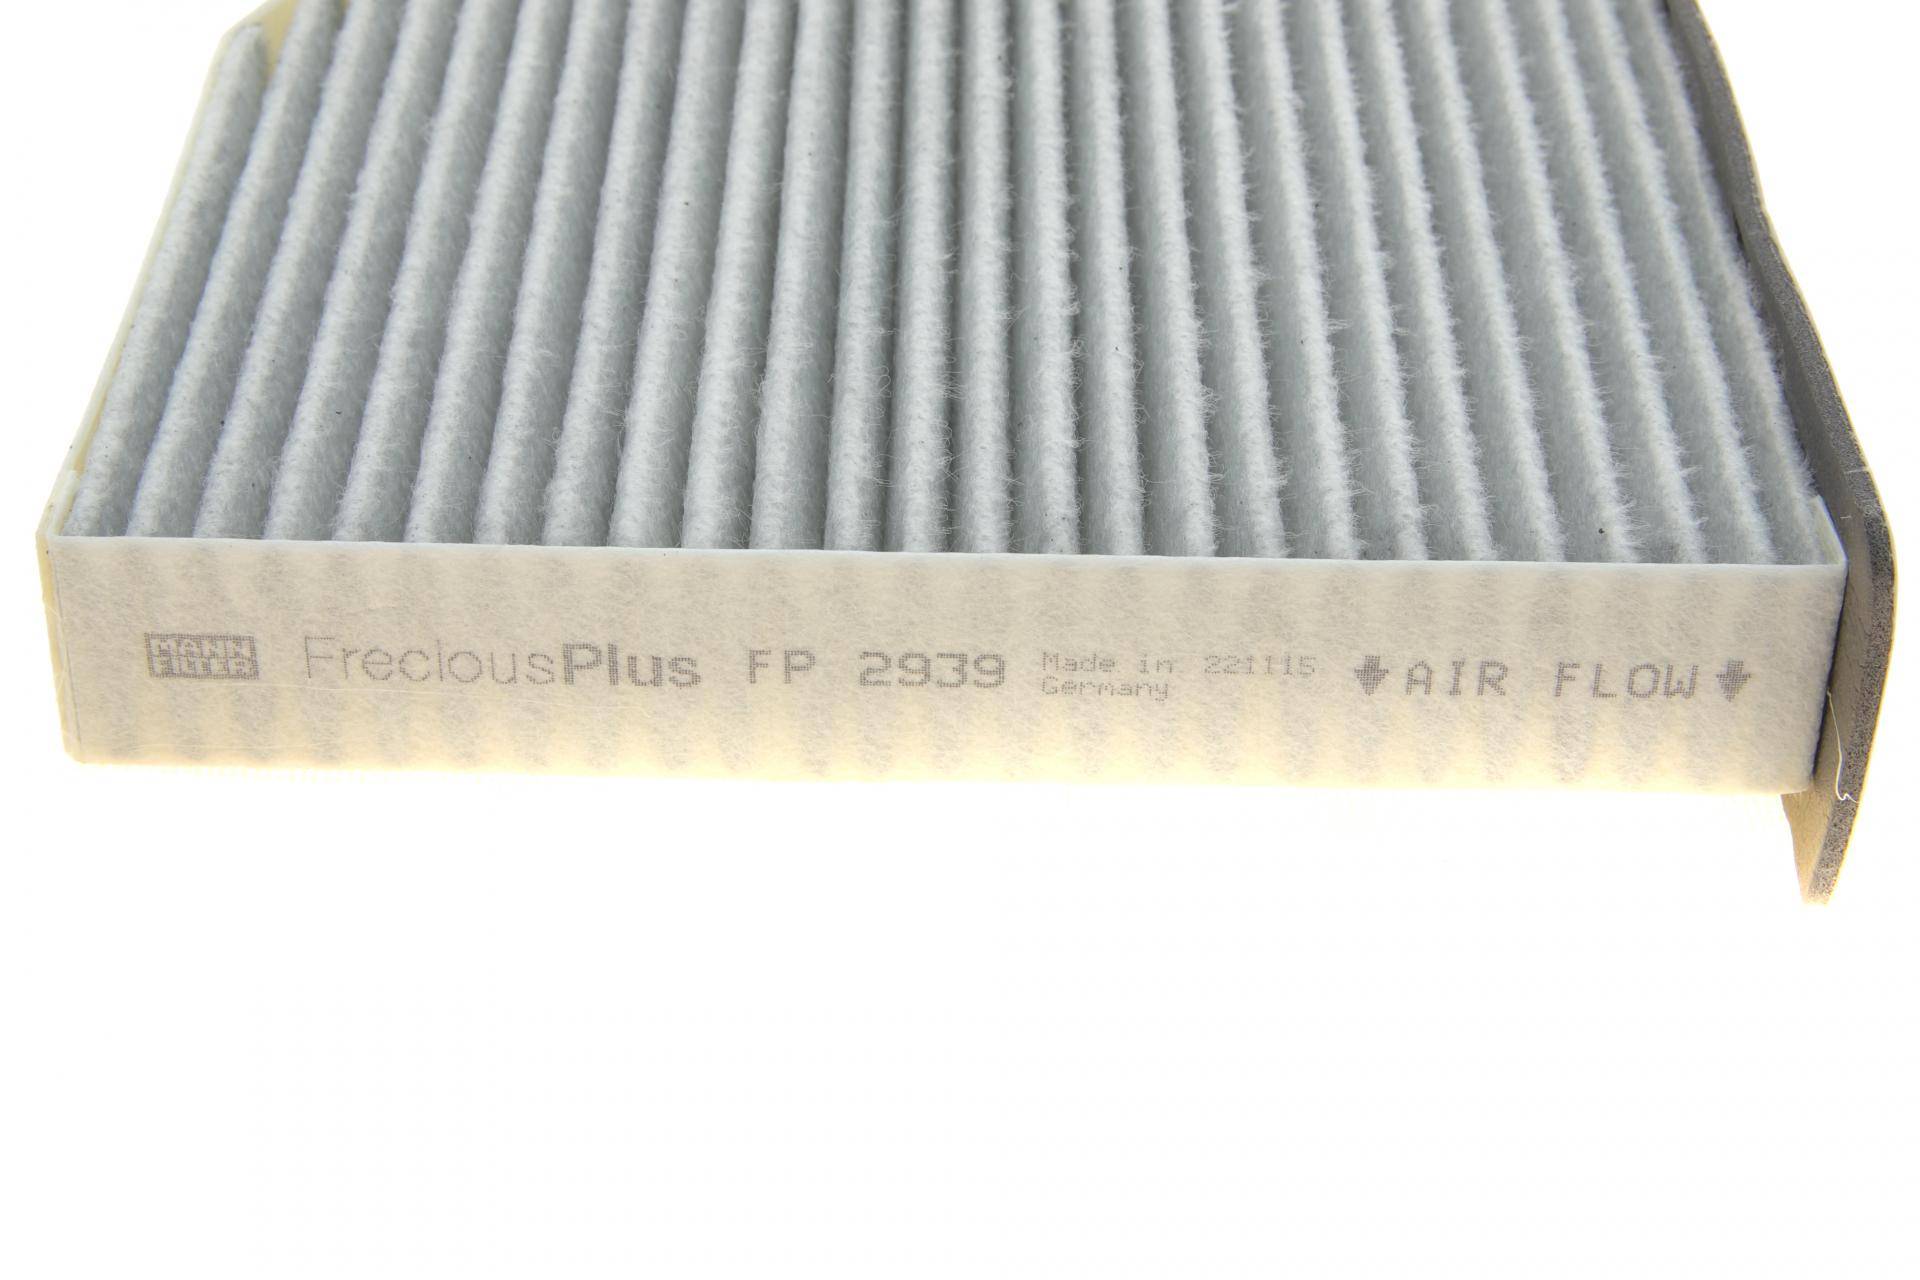 MANN
FILTER
FreciousPlus FP 2939
Made in 221115
Germany
↓ AIR FLOW ↓